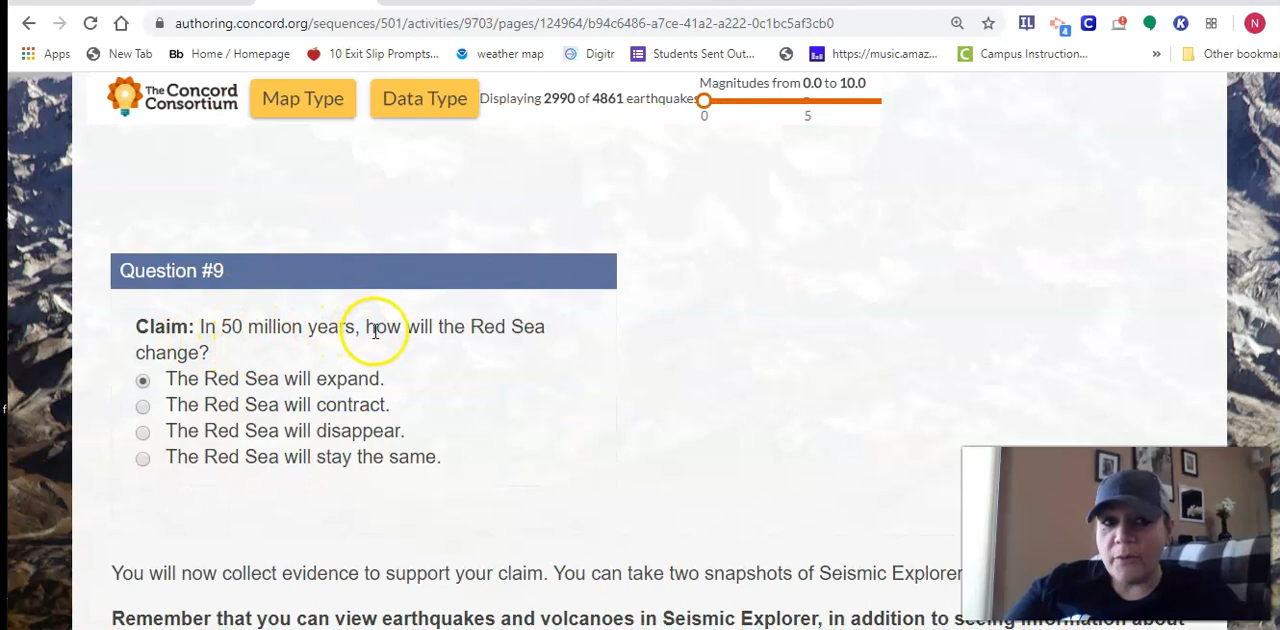 authoring.concord.org/sequences/501/activities/9703/pages/124964/b94c6486-a7ce-41a2-a222-0c1bc5af3cb0
IL
4
C
K
N
Apps
New Tab
Bb Home / Homepage
10 Exit Slip Prompts...
weather map
Digitr
Students Sent Out...
https://music.amaz...
C Campus Instruction...
»
Other bookma
The Concord Consortium
Map Type
Data Type
Displaying 2990 of 4861 earthquakes
Magnitudes from 0.0 to 10.0
0 5
Question #9
Claim: In 50 million years, how will the Red Sea
change?
The Red Sea will expand.
The Red Sea will contract.
The Red Sea will disappear.
The Red Sea will stay the same.
You will now collect evidence to support your claim. You can take two snapshots of Seismic Explorer
Remember that you can view earthquakes and volcanoes in Seismic Explorer, in addition to seeing information about